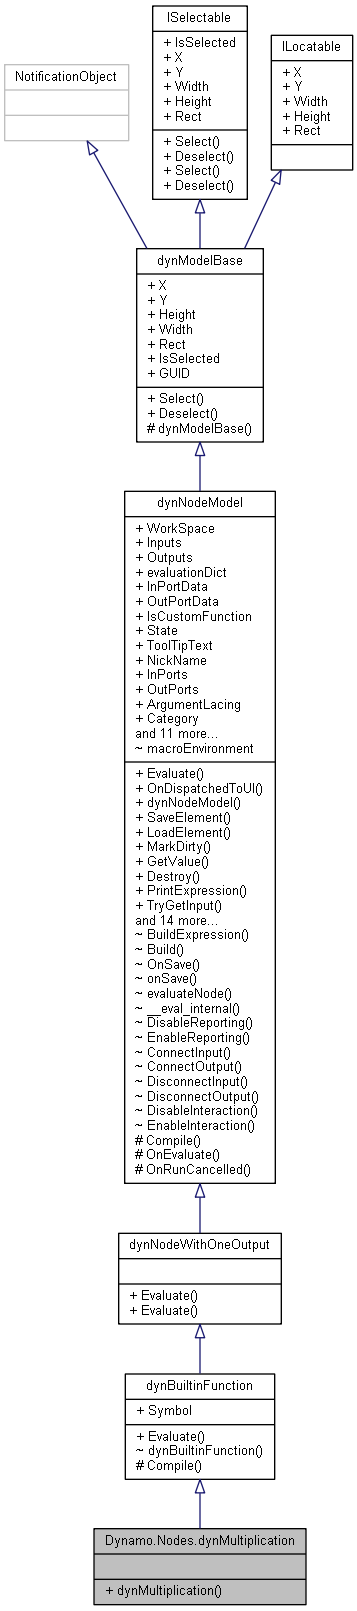 ISelectable
+ IsSelected
+ X
+ Y
+ Width
+ Height
+ Rect
+ Select()
+ Deselect()
+ Select()
+ Deselect()
ILocatable
+ X
+ Y
+ Width
+ Height
+ Rect
NotificationObject
dynModelBase
+ X
+ Y
+ Height
+ Width
+ Rect
+ IsSelected
+ GUID
+ Select()
+ Deselect()
# dynModelBase()
dynNodeModel
+ WorkSpace
+ Inputs
+ Outputs
+ evaluationDict
+ InPortData
+ OutPortData
+ IsCustomFunction
+ State
+ ToolTipText
+ NickName
+ InPorts
+ OutPorts
+ ArgumentLacing
+ Category
and 11 more...
~ macroEnvironment
+ Evaluate()
+ OnDispatchedToUI()
+ dynNodeModel()
+ SaveElement()
+ LoadElement()
+ MarkDirty()
+ GetValue()
+ Destroy()
+ PrintExpression()
+ TryGetInput()
and 14 more...
~ BuildExpression()
~ Build()
~ OnSave()
~ onSave()
~ evaluateNode()
~ __eval_internal()
~ DisableReporting()
~ EnableReporting()
~ ConnectInput()
~ ConnectOutput()
~ DisconnectInput()
~ DisconnectOutput()
~ DisableInteraction()
~ EnableInteraction()
# Compile()
# OnEvaluate()
# OnRunCancelled()
dynNodeWithOneOutput
+ Evaluate()
+ Evaluate()
dynBuiltinFunction
+ Symbol
+ Evaluate()
~ dynBuiltinFunction()
# Compile()
Dynamo.Nodes.dynMultiplication
+ dynMultiplication()